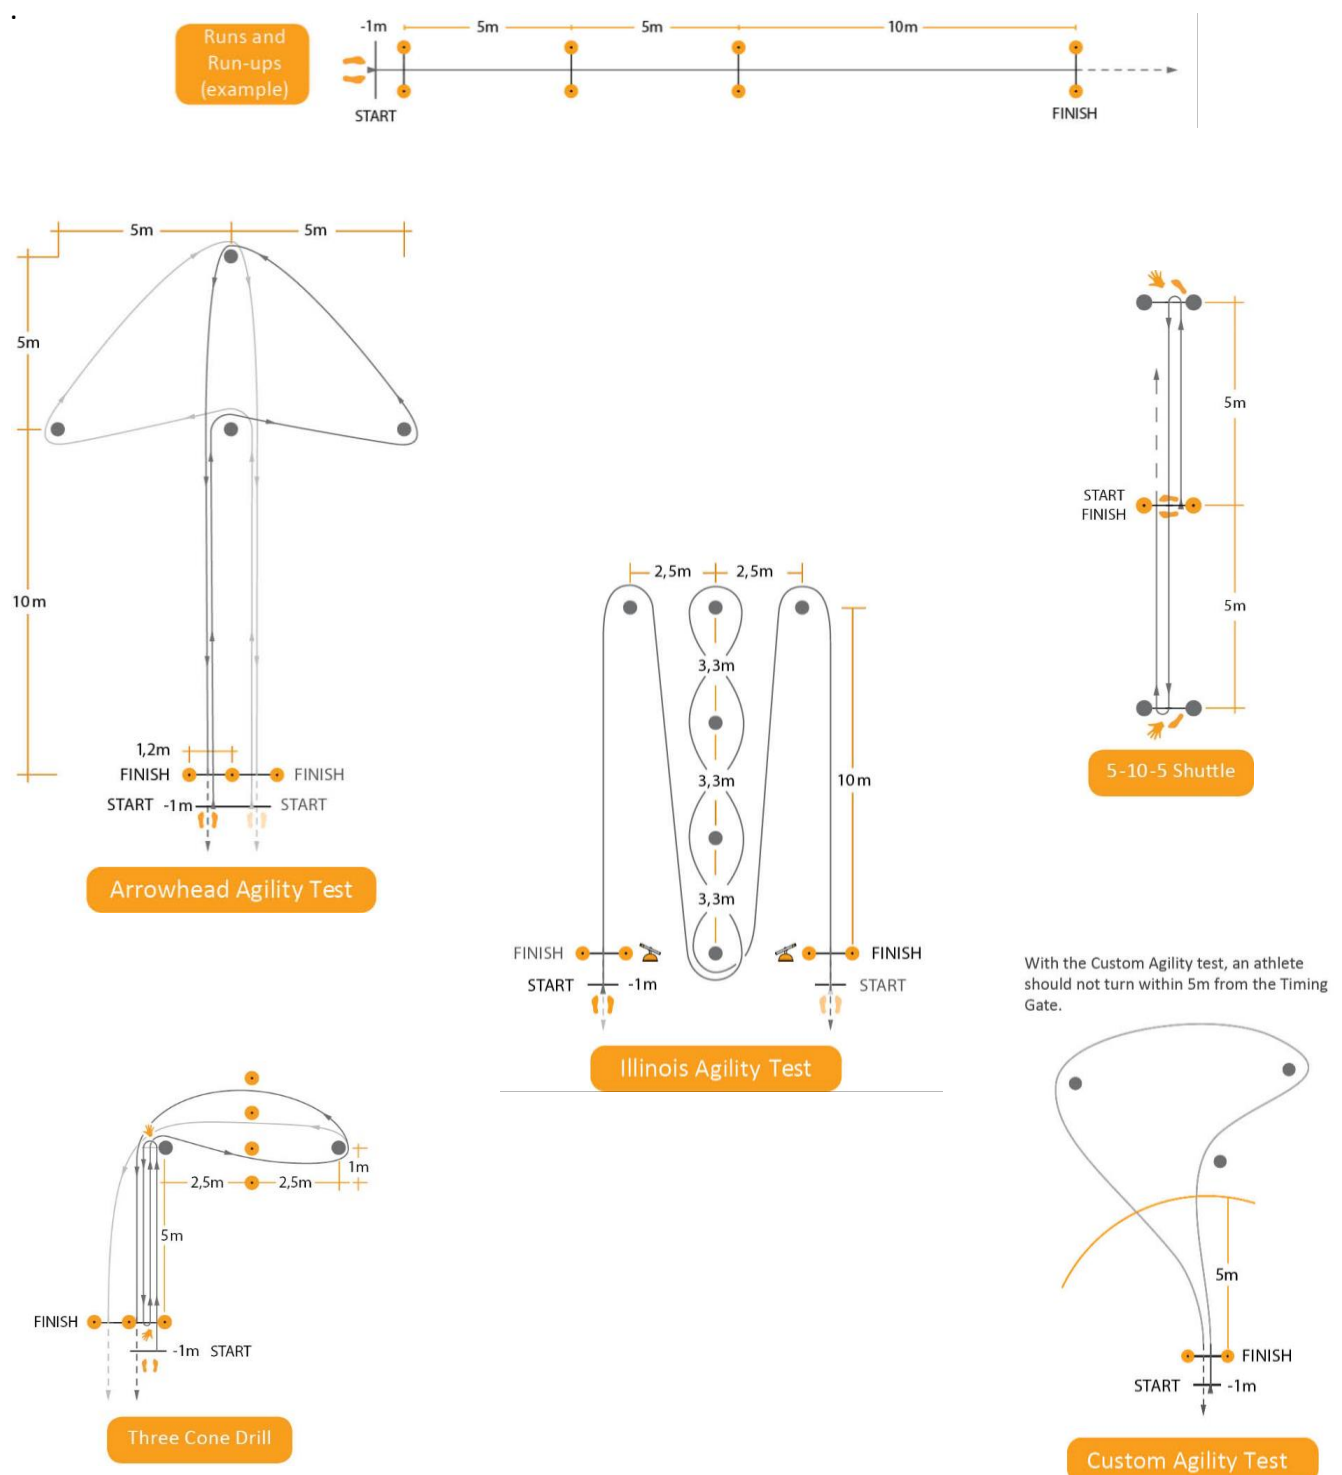 .
Runs and
Run-ups
(example)
-1m
5m
5m
10m
START
FINISH
5m
5m
5m
10m
1,2m
FINISH
FINISH
START -1m
START
Arrowhead Agility Test
2,5m
2,5m
3,3m
3,3m
3,3m
10m
FINISH
FINISH
START
-1m
START
Illinois Agility Test
5m
START
FINISH
5m
5-10-5 Shuttle
1m
2,5m
2,5m
5m
FINISH
-1m START
Three Cone Drill
With the Custom Agility test, an athlete
should not turn within 5m from the Timing
Gate.
5m
FINISH
START
-1m
Custom Agility Test